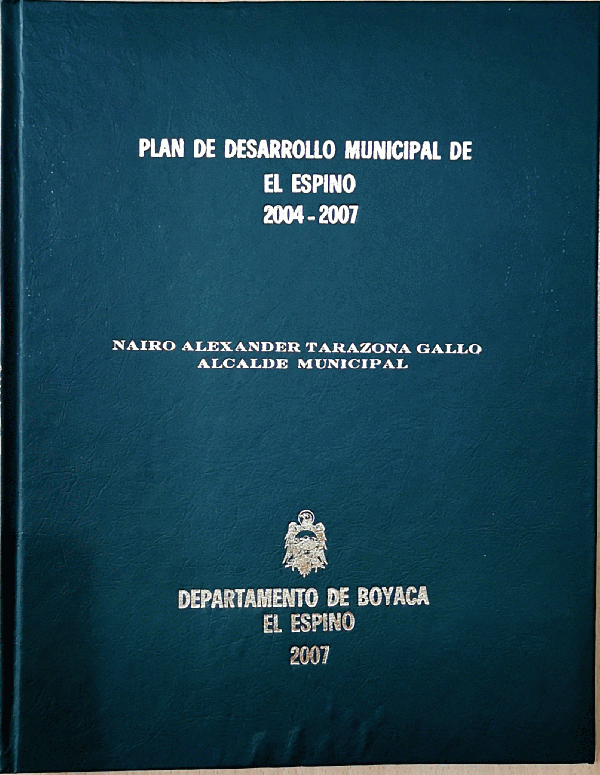 PLAN DE DESARROLLO MUNICIPAL DE
EL ESPINO
2004-2007
NAIRO ALEXANDER TARAZONA GALLO
ALCALDE MUNICIPAL
DEPARTAMENTO DE BOYACA
EL ESPINO
2007